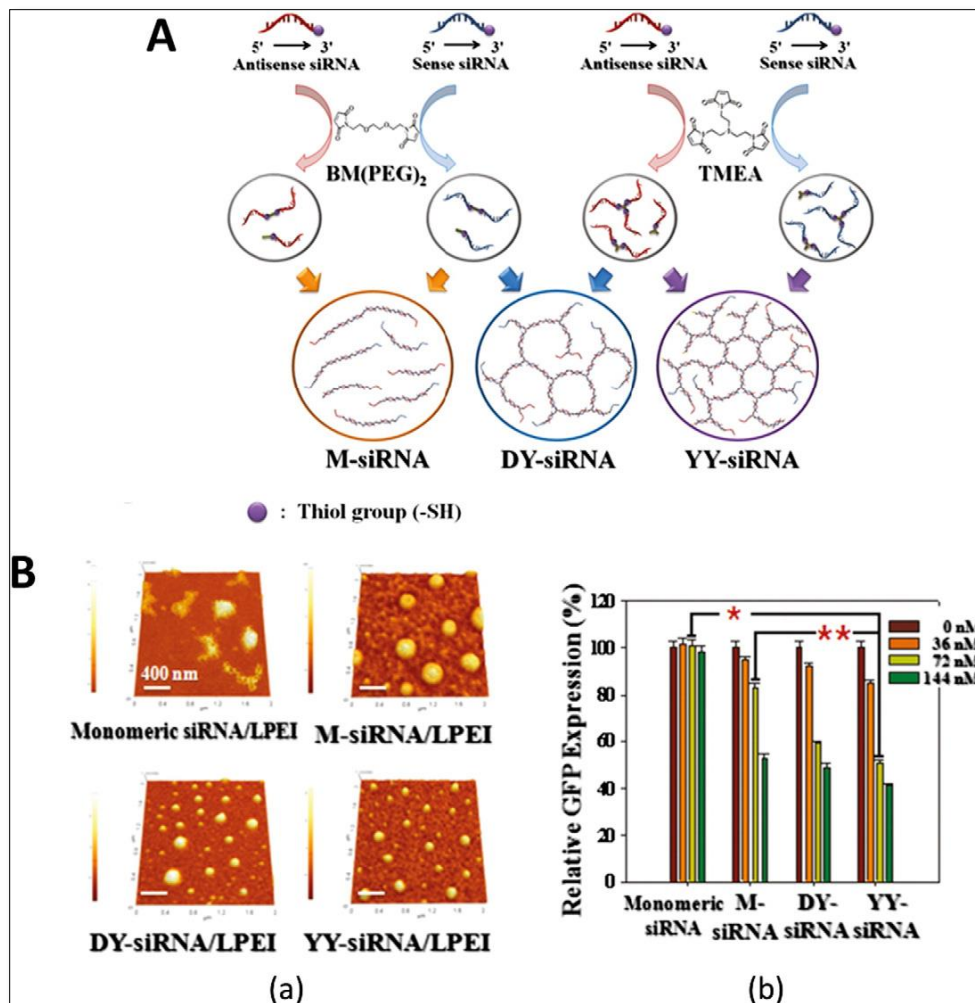 A
5' → 3'
Antisense siRNA
5' → 3'
Sense siRNA
5' → 3'
Antisense siRNA
5' → 3'
Sense siRNA
BM(PEG)₂
TMEA
M-siRNA
DY-siRNA
YY-siRNA
: Thiol group (-SH)
B
400 nm
Monomeric siRNA/LPEI
M-siRNA/LPEI
DY-siRNA/LPEI
YY-siRNA/LPEI
(a)
Relative GFP Expression (%)
120
100
80
60
40
20
0
*
**
0 nM
36 nM
72 nM
144 nM
Monomeric siRNA
M-siRNA
DY-siRNA
YY-siRNA
(b)